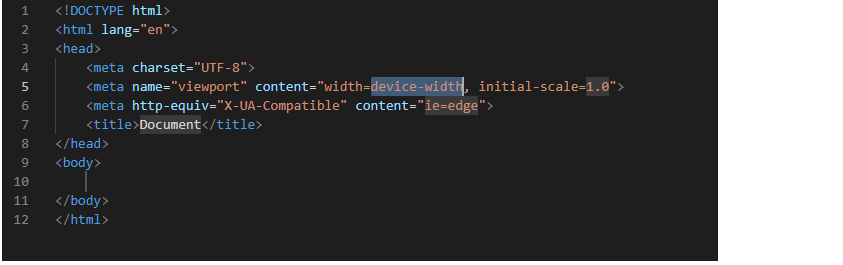 1 <!DOCTYPE html>
2 <html lang="en">
3 <head>
4     <meta charset="UTF-8">
5     <meta name="viewport" content="width=device-width, initial-scale=1.0">
6     <meta http-equiv="X-UA-Compatible" content="ie=edge">
7     <title>Document</title>
8 </head>
9 <body>
10
11 </body>
12 </html>